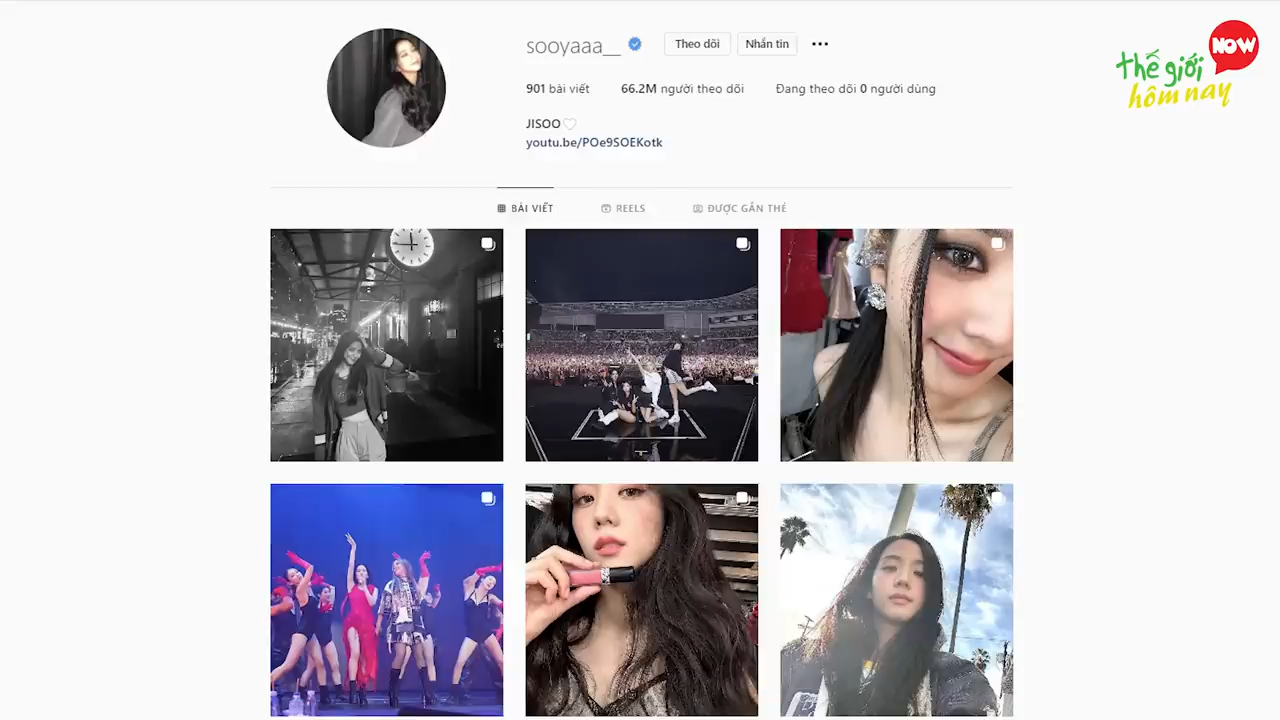 sooyaaa__
Theo dõi
Nhắn tin
901 bài viết
66.2M người theo dõi
Đang theo dõi 0 người dùng
JISOO♡
youtu.be/POe9SOEKotk
BÀI VIẾT
REELS
ĐƯỢC GẮN THẺ
thế giới
hôm nay
NOW